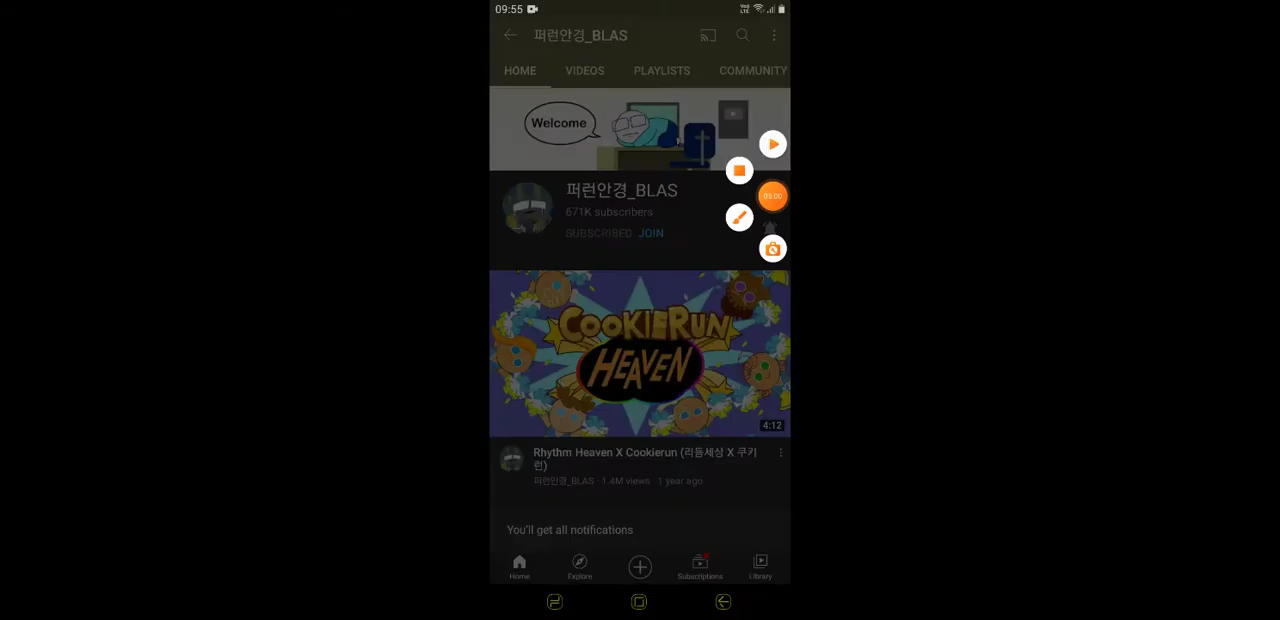 09:55
VoD LTE
퍼런안경_BLAS
HOME VIDEOS PLAYLISTS COMMUNITY
Welcome
퍼런안경_BLAS
671K subscribers
SUBSCRIBED JOIN
COOKIERUN
HEAVEN
4:12
Rhythm Heaven X Cookierun (리듬세상 X 쿠키
런)
퍼런안경_BLAS · 1.4M views · 1 year ago
You'll get all notifications
Home Explore Subscriptions Library